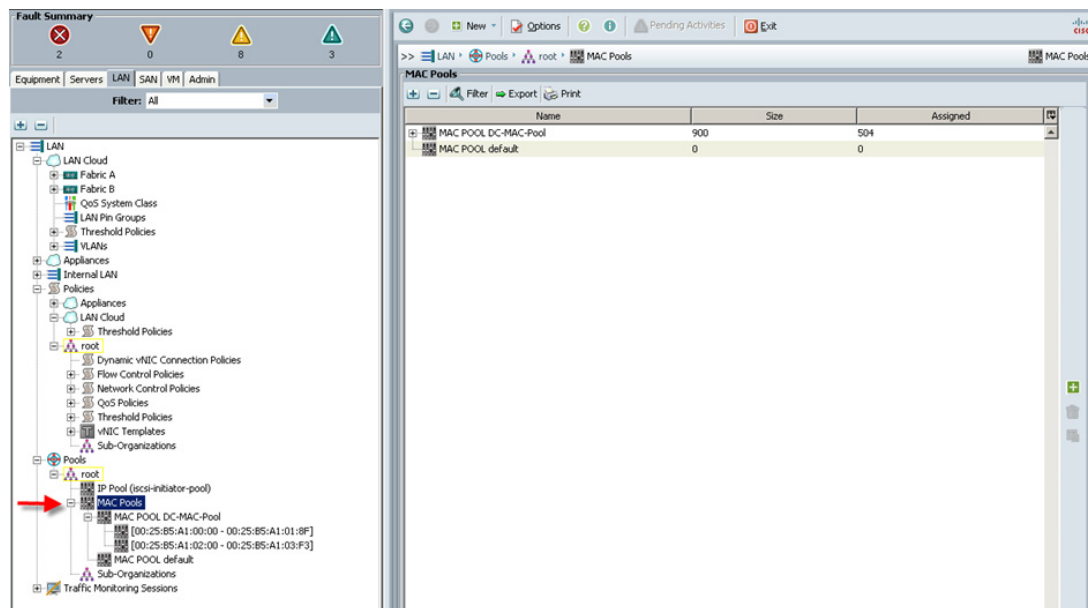 Fault Summary
2 0 8 3
Equipment Servers LAN SAN VM Admin
Filter: All
LAN
LAN Cloud
Fabric A
Fabric B
QoS System Class
LAN Pin Groups
Threshold Policies
VLANs
Appliances
Internal LAN
Policies
Appliances
LAN Cloud
Threshold Policies
root
Dynamic vNIC Connection Policies
Flow Control Policies
Network Control Policies
QoS Policies
Threshold Policies
vNIC Templates
Sub-Organizations
Pools
root
IP Pool (iscsi-initiator-pool)
MAC Pools
MAC POOL DC-MAC-Pool
[00:25:B5:A1:00:00 - 00:25:B5:A1:01:8F]
[00:25:B5:A1:02:00 - 00:25:B5:A1:03:F3]
MAC POOL default
Sub-Organizations
Traffic Monitoring Sessions
New Options Pending Activities Exit
>> LAN Pools root MAC Pools MAC Pools
MAC Pools
Filter Export Print
Name Size Assigned
MAC POOL DC-MAC-Pool 900 504
MAC POOL default 0 0